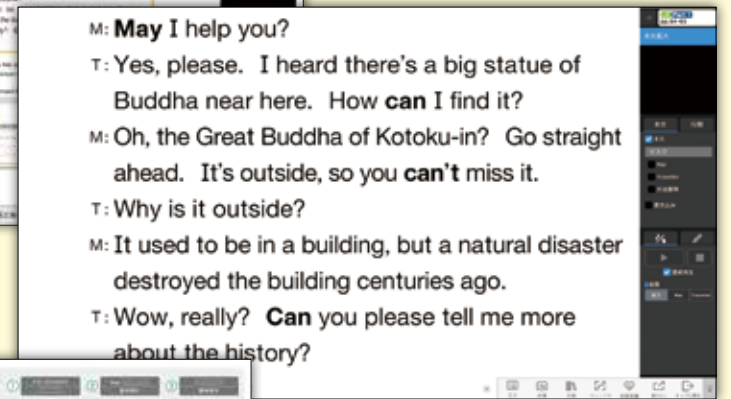 M: May I help you?
T: Yes, please. I heard there's a big statue of
Buddha near here. How can I find it?
M: Oh, the Great Buddha of Kotoku-in? Go straight
ahead. It's outside, so you can't miss it.
T: Why is it outside?
M: It used to be in a building, but a natural disaster
destroyed the building centuries ago.
T: Wow, really? Can you please tell me more
about the history?
① ② ③